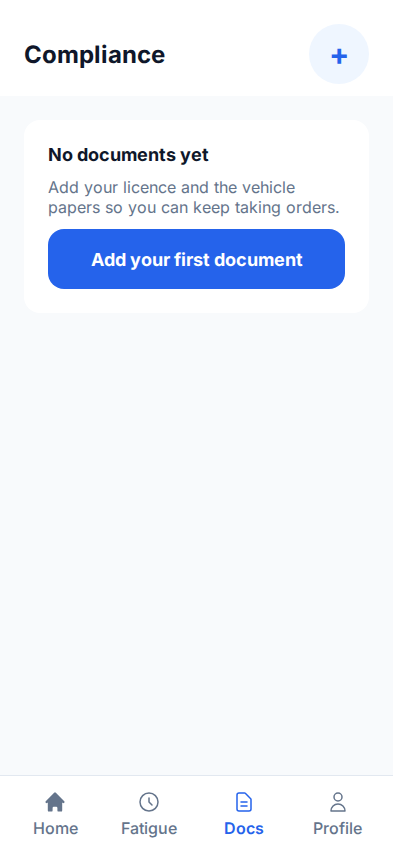 Compliance
+
No documents yet
Add your licence and the vehicle
papers so you can keep taking orders.
Add your first document
Home
Fatigue
Docs
Profile